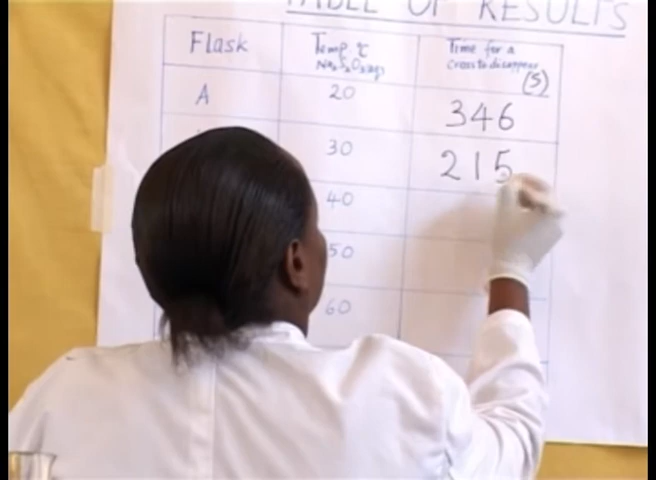 TABLE OF RESULTS
Flask Temp °C Time for a
Na₂S₂O₃(aq) cross to disappear
(S)
A 20 346
30 215
40
50
60